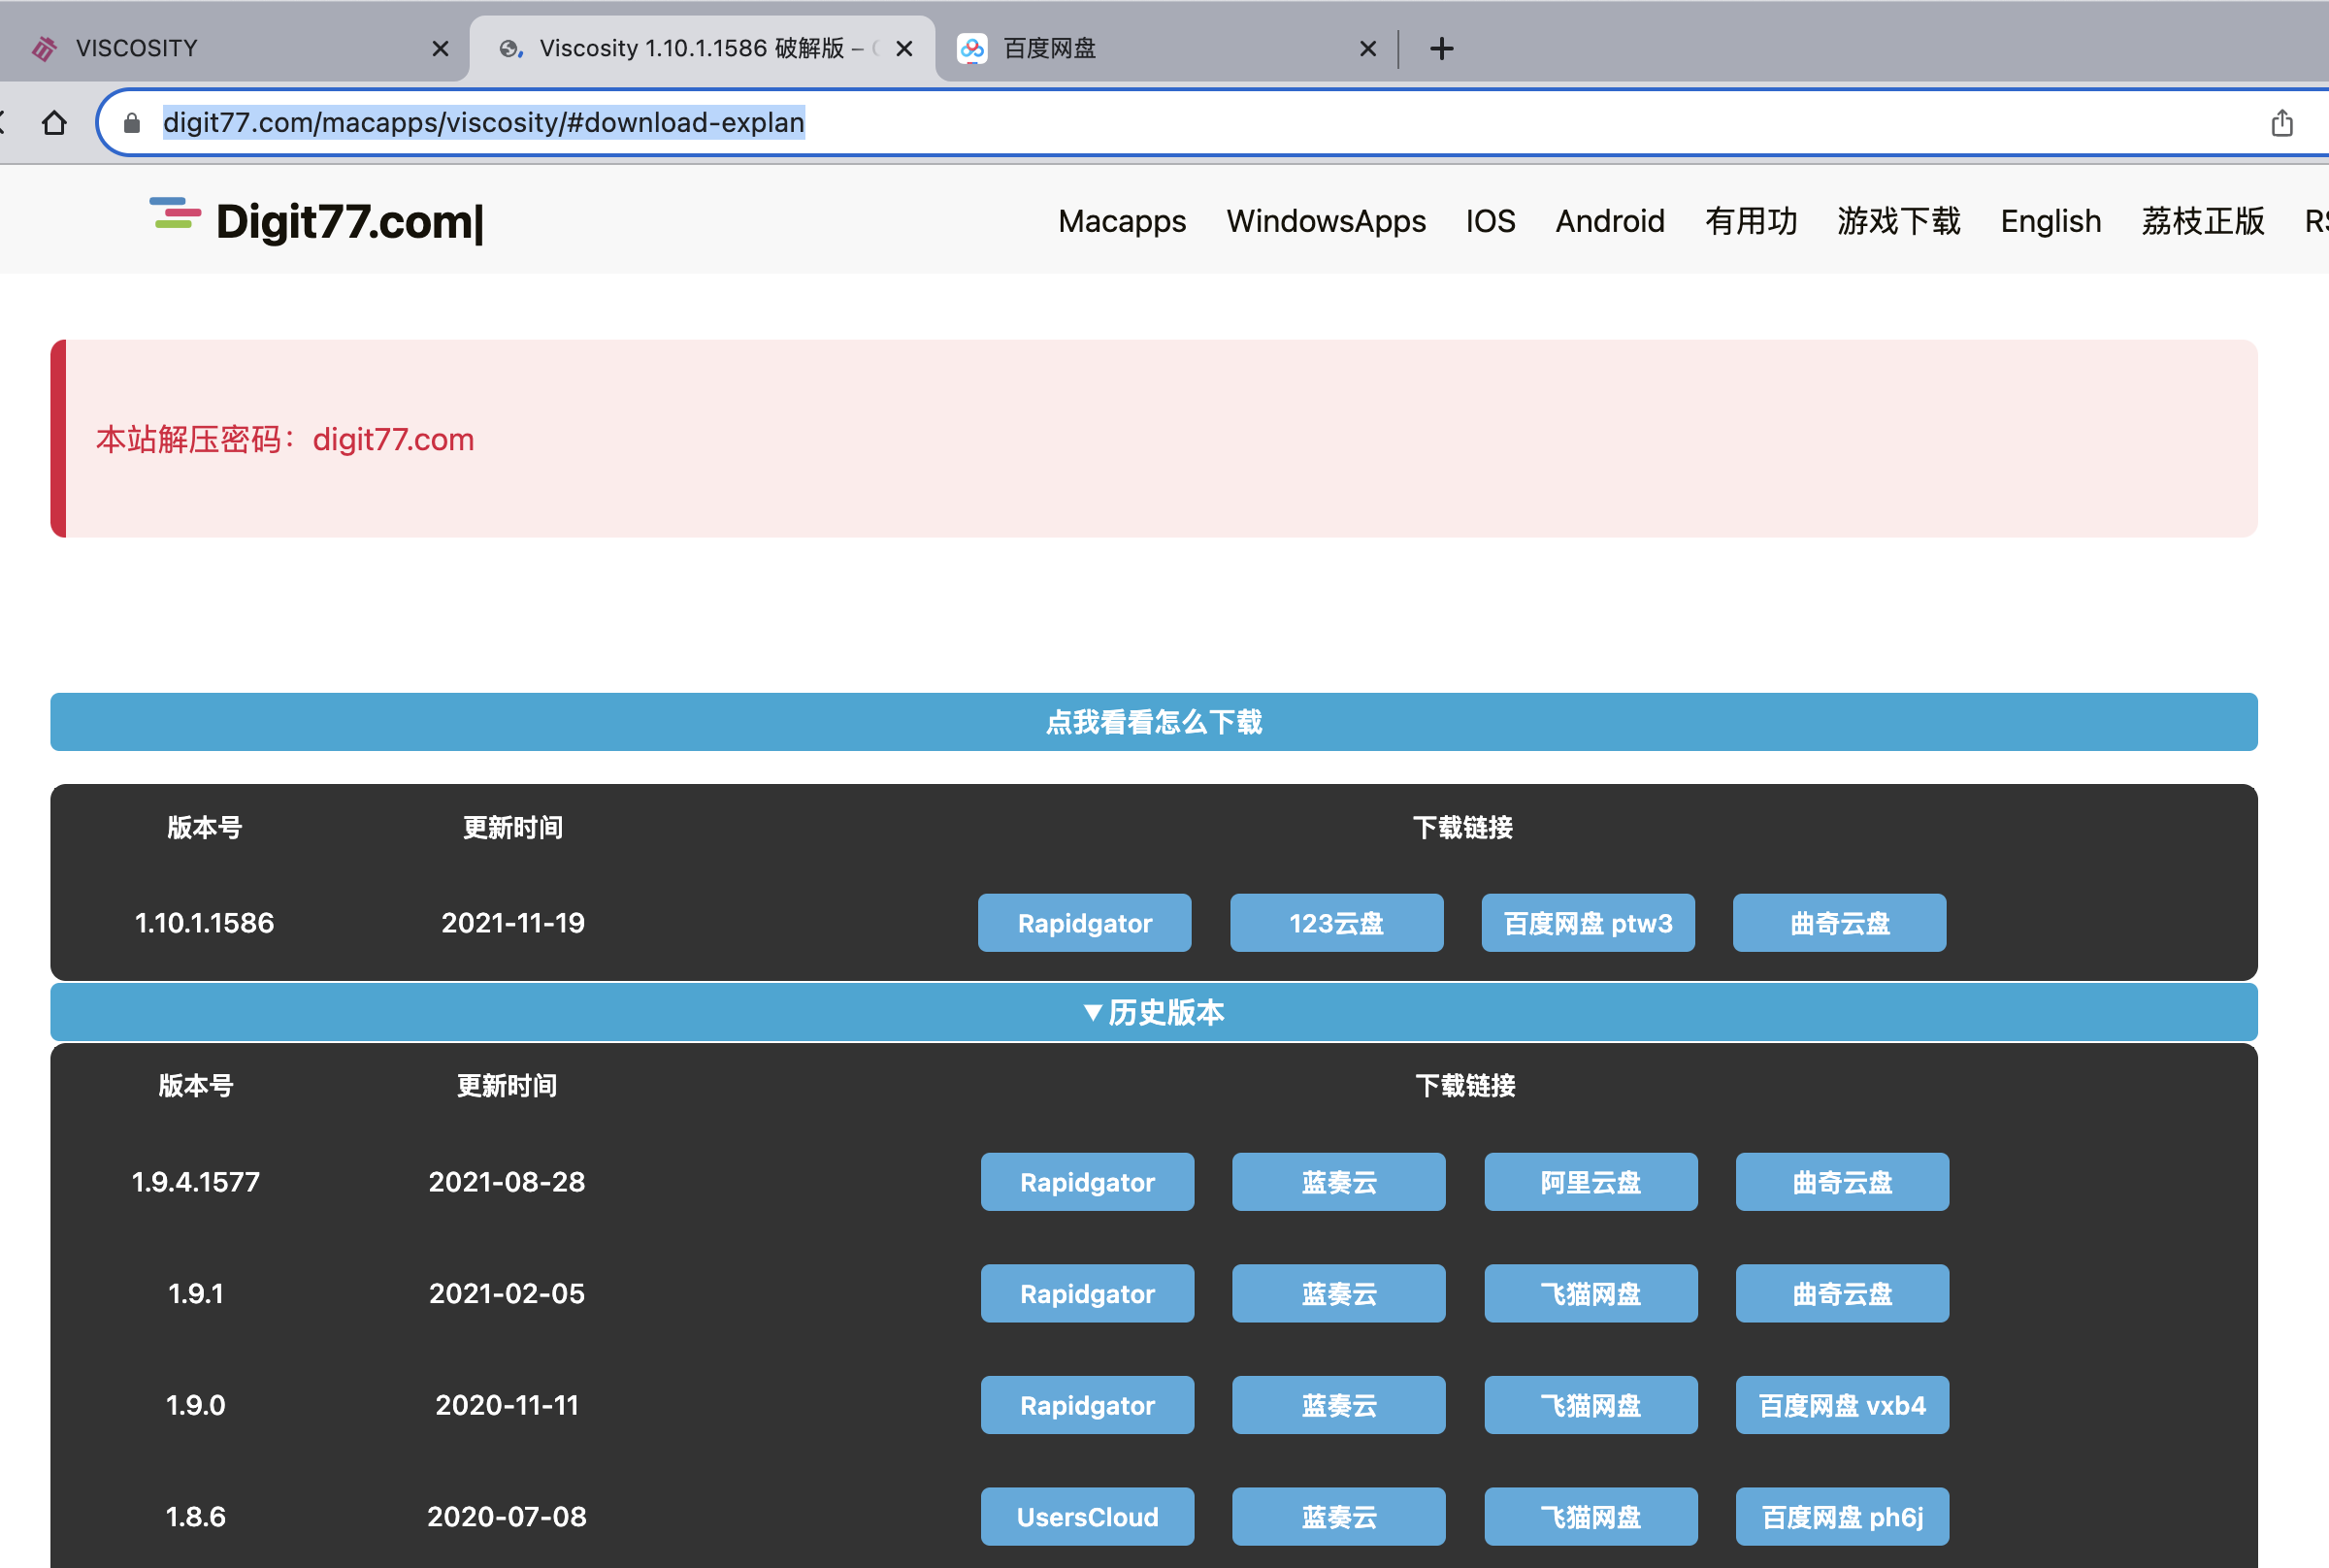 VISCOSITY
Viscosity 1.10.1.1586 破解版 –
百度网盘
digit77.com/macapps/viscosity/#download-explan
Digit77.com|
Macapps WindowsApps IOS Android 有用功 游戏下载 English 荔枝正版
本站解压密码：digit77.com
点我看看怎么下载
版本号 更新时间 下载链接
1.10.1.1586 2021-11-19 Rapidgator 123云盘 百度网盘 ptw3 曲奇云盘
▼历史版本
版本号 更新时间 下载链接
1.9.4.1577 2021-08-28 Rapidgator 蓝奏云 阿里云盘 曲奇云盘
1.9.1 2021-02-05 Rapidgator 蓝奏云 飞猫网盘 曲奇云盘
1.9.0 2020-11-11 Rapidgator 蓝奏云 飞猫网盘 百度网盘 vxb4
1.8.6 2020-07-08 UsersCloud 蓝奏云 飞猫网盘 百度网盘 ph6j